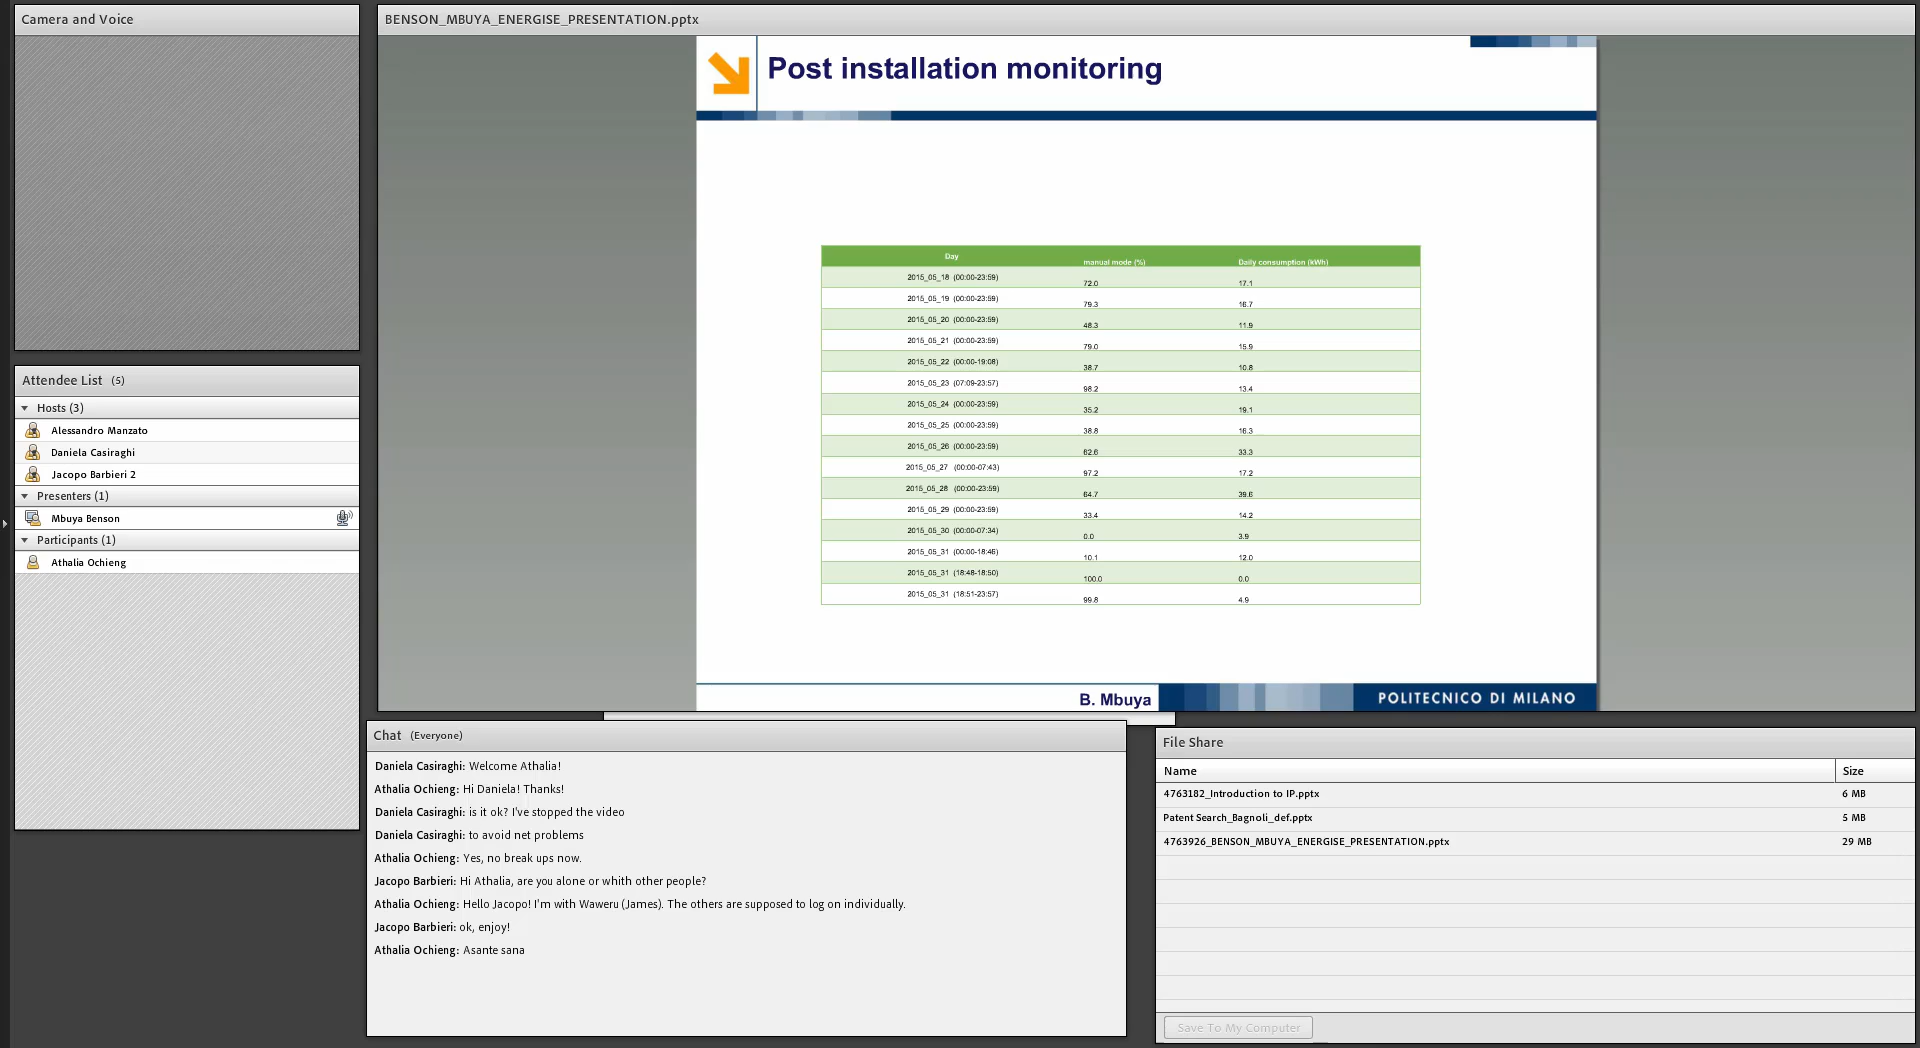 Camera and Voice
BENSON_MBUYA_ENERGISE_PRESENTATION.pptx
Post installation monitoring
Day manual mode (%) Daily consumption (kWh)
2015_05_18 (00:00-23:59) 72.0 17.1
2015_05_19 (00:00-23:59) 79.3 16.7
2015_05_20 (00:00-23:59) 48.3 11.9
2015_05_21 (00:00-23:59) 79.0 15.9
2015_05_22 (00:00-19:08) 38.7 10.8
2015_05_23 (07:09-23:57) 98.2 13.4
2015_05_24 (00:00-23:59) 35.2 19.1
2015_05_25 (00:00-23:59) 38.8 16.3
2015_05_26 (00:00-23:59) 62.6 33.3
2015_05_27 (00:00-07:43) 97.2 17.2
2015_05_28 (00:00-23:59) 64.7 39.6
2015_05_29 (00:00-23:59) 33.4 14.2
2015_05_30 (00:00-07:34) 0.0 3.9
2015_05_31 (00:00-18:46) 10.1 12.0
2015_05_31 (18:48-18:50) 100.0 0.0
2015_05_31 (18:51-23:57) 99.8 4.9
B. Mbuya
POLITECNICO DI MILANO
Attendee List (5)
Hosts (3)
Alessandro Manzato
Daniela Casiraghi
Jacopo Barbieri 2
Presenters (1)
Mbuya Benson
Participants (1)
Athalia Ochieng
Chat (Everyone)
Daniela Casiraghi: Welcome Athalia!
Athalia Ochieng: Hi Daniela! Thanks!
Daniela Casiraghi: is it ok? I've stopped the video
Daniela Casiraghi: to avoid net problems
Athalia Ochieng: Yes, no break ups now.
Jacopo Barbieri: Hi Athalia, are you alone or whith other people?
Athalia Ochieng: Hello Jacopo! I'm with Waweru (James). The others are supposed to log on individually.
Jacopo Barbieri: ok, enjoy!
Athalia Ochieng: Asante sana
File Share
Name Size
4763182_Introduction to IP.pptx 6 MB
Patent Search_Bagnoli_def.pptx 5 MB
4763926_BENSON_MBUYA_ENERGISE_PRESENTATION.pptx 29 MB
Save To My Computer